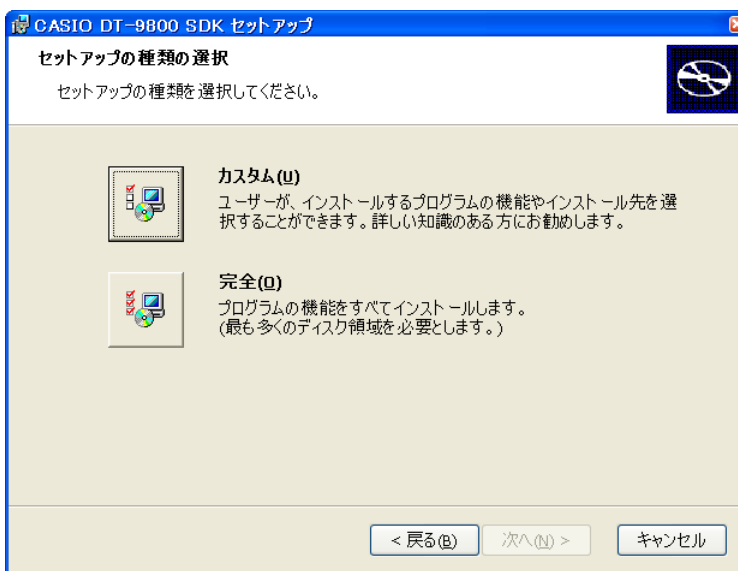 CASIO DT-9800 SDK セットアップ
セットアップの種類の選択
セットアップの種類を選択してください。
カスタム(U)
ユーザーが、インストールするプログラムの機能やインストール先を選
択することができます。詳しい知識のある方にお勧めします。
完全(O)
プログラムの機能をすべてインストールします。
(最も多くのディスク領域を必要とします。)
< 戻る(B)
次へ(N) >
キャンセル